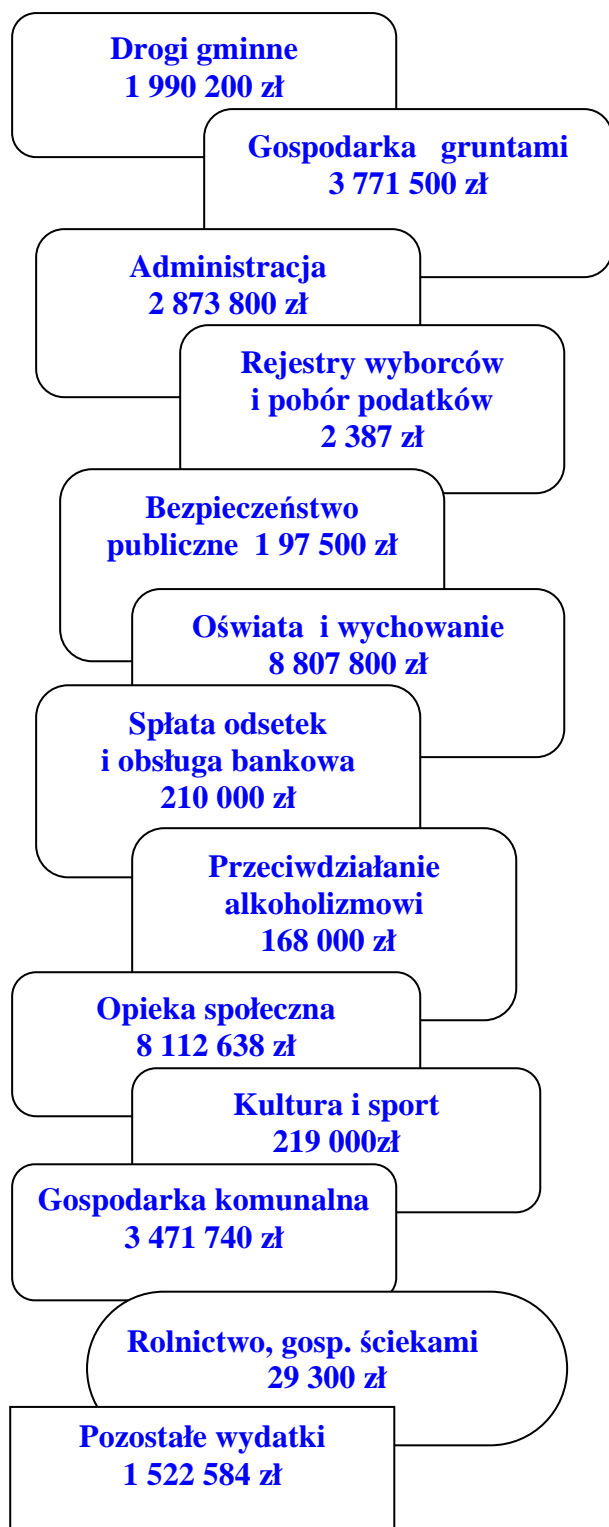 Drogi gminne
1 990 200 zł
Gospodarka gruntami
3 771 500 zł
Administracja
2 873 800 zł
Rejestry wyborców
i pobór podatków
2 387 zł
Bezpieczeństwo
publiczne 1 97 500 zł
Oświata i wychowanie
8 807 800 zł
Spłata odsetek
i obsługa bankowa
210 000 zł
Przeciwdziałanie
alkoholizmowi
168 000 zł
Opieka społeczna
8 112 638 zł
Kultura i sport
219 000zł
Gospodarka komunalna
3 471 740 zł
Rolnictwo, gosp. ściekami
29 300 zł
Pozostałe wydatki
1 522 584 zł